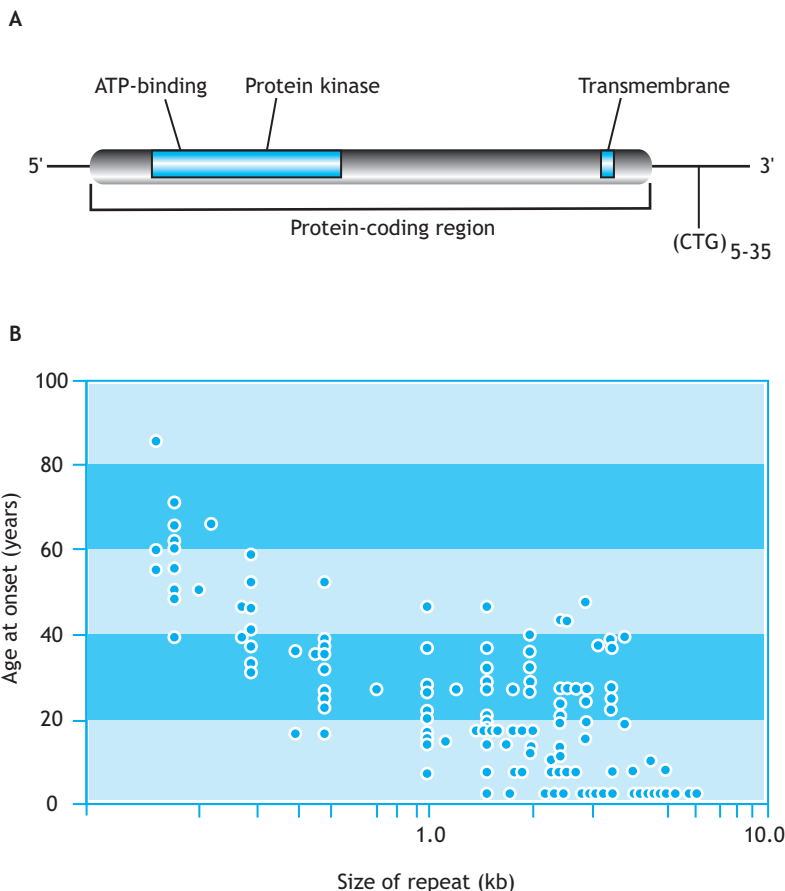 A
ATP-binding Protein kinase Transmembrane
5' 3'
Protein-coding region
(CTG)5-35
B
100
80
60
40
20
0
Age at onset (years)
1.0 10.0
Size of repeat (kb)